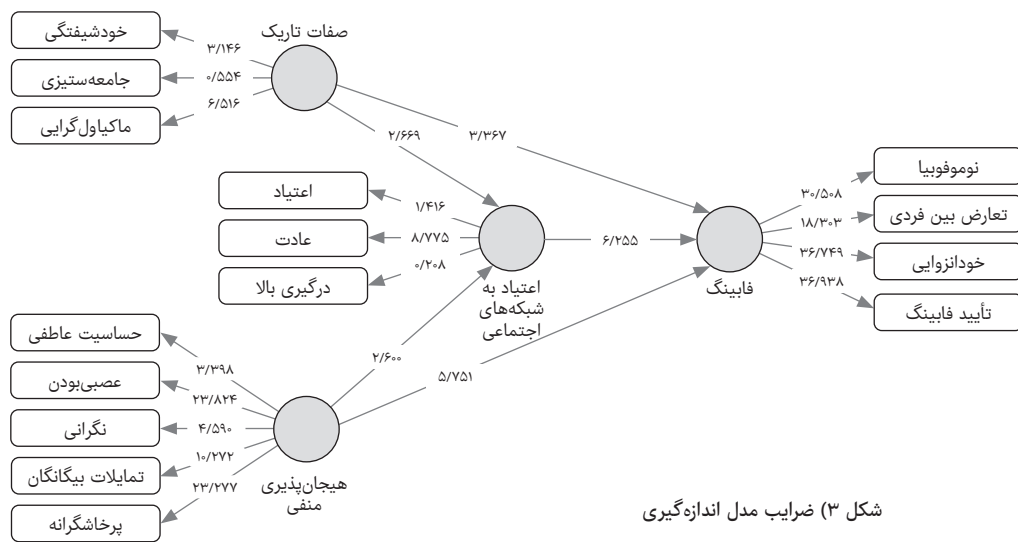 صفات تاریک
خودشیفتگی
۳/۱۴۶
جامعه‌ستیزی
۰/۵۵۴
ماکیاول‌گرایی
۶/۵۱۶
۲/۶۶۹
۳/۳۶۷
اعتیاد
۱/۴۱۶
عادت
۸/۷۷۵
درگیری بالا
۰/۲۰۸
اعتیاد به
شبکه‌های
اجتماعی
۶/۲۵۵
فابینگ
نوموفوبیا
۳۰/۵۰۸
تعارض بین فردی
۱۸/۳۰۳
خودانزوایی
۳۶/۷۴۹
تأیید فابینگ
۳۶/۹۳۸
۲/۶۰۰
۵/۷۵۱
حساسیت عاطفی
۳/۳۹۸
عصبی‌بودن
۲۳/۸۲۴
نگرانی
۴/۵۹۰
تمایلات بیگانگان
۱۰/۲۷۲
پرخاشگرانه
۲۳/۲۷۷
هیجان‌پذیری
منفی
شکل ۳) ضرایب مدل اندازه‌گیری